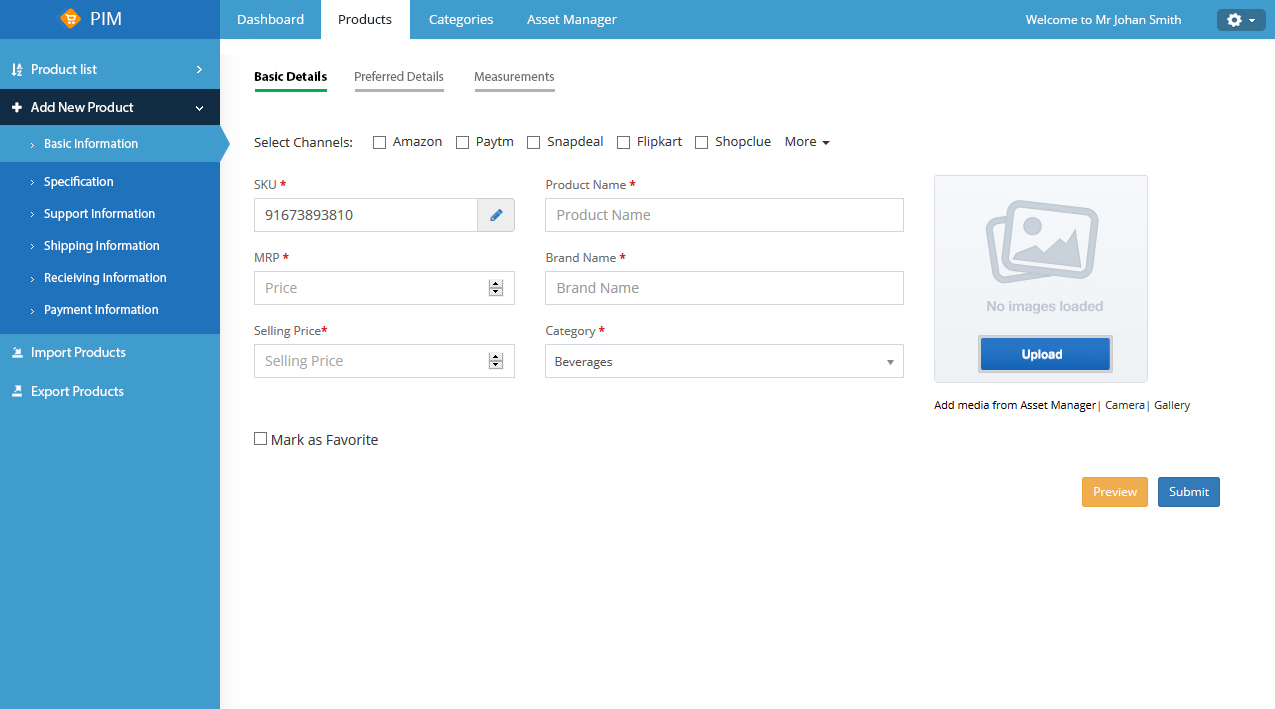 PIM
Dashboard Products Categories Asset Manager Welcome to Mr Johan Smith
Product list
Add New Product
Basic Information
Specification
Support Information
Shipping Information
Recieiving Information
Payment Information
Import Products
Export Products
Basic Details Preferred Details Measurements
Select Channels: Amazon Paytm Snapdeal Flipkart Shopclue More
SKU * Product Name *
91673893810 Product Name
MRP * Brand Name *
Price Brand Name
Selling Price* Category *
Selling Price Beverages
No images loaded
Upload
Add media from Asset Manager| Camera| Gallery
Mark as Favorite
Preview Submit